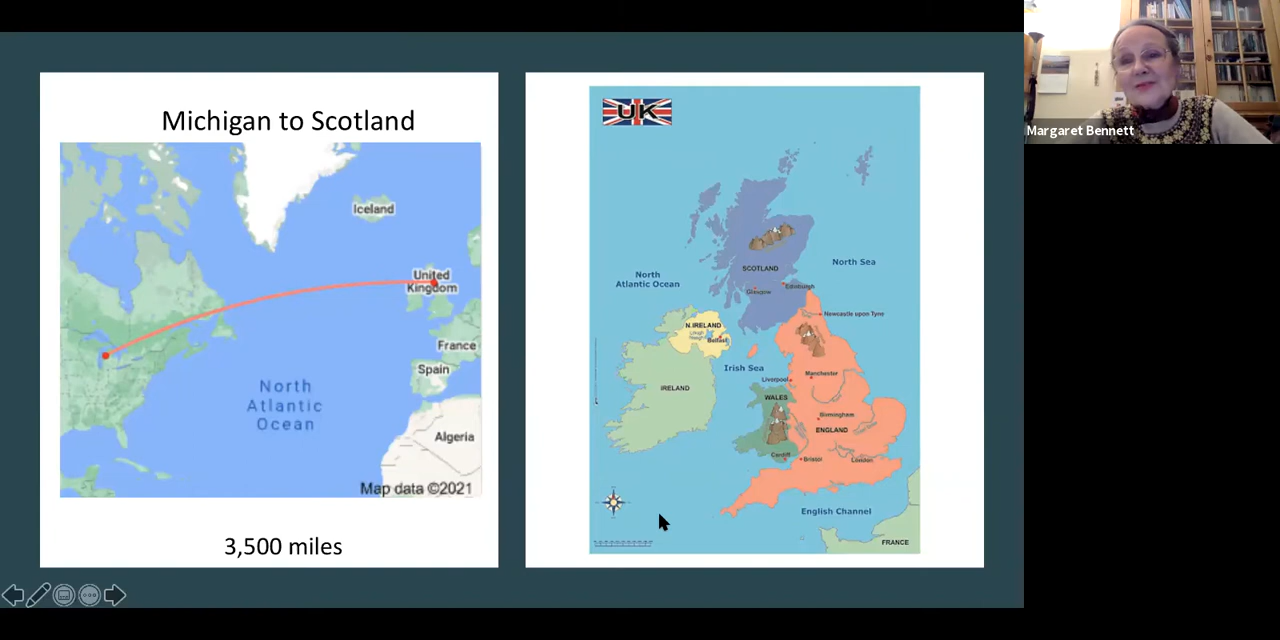 Michigan to Scotland
Iceland
United
Kingdom
France
Spain
North
Atlantic
Ocean
Algeria
Map data ©2021
3,500 miles
UK
North
Atlantic Ocean
SCOTLAND
North Sea
Glasgow
Edinburgh
Newcastle upon Tyne
N.IRELAND
Lough
Neagh
Belfast
Irish Sea
Liverpool
Manchester
IRELAND
WALES
Birmingham
ENGLAND
Cardiff
Bristol
London
English Channel
FRANCE
Margaret Bennett